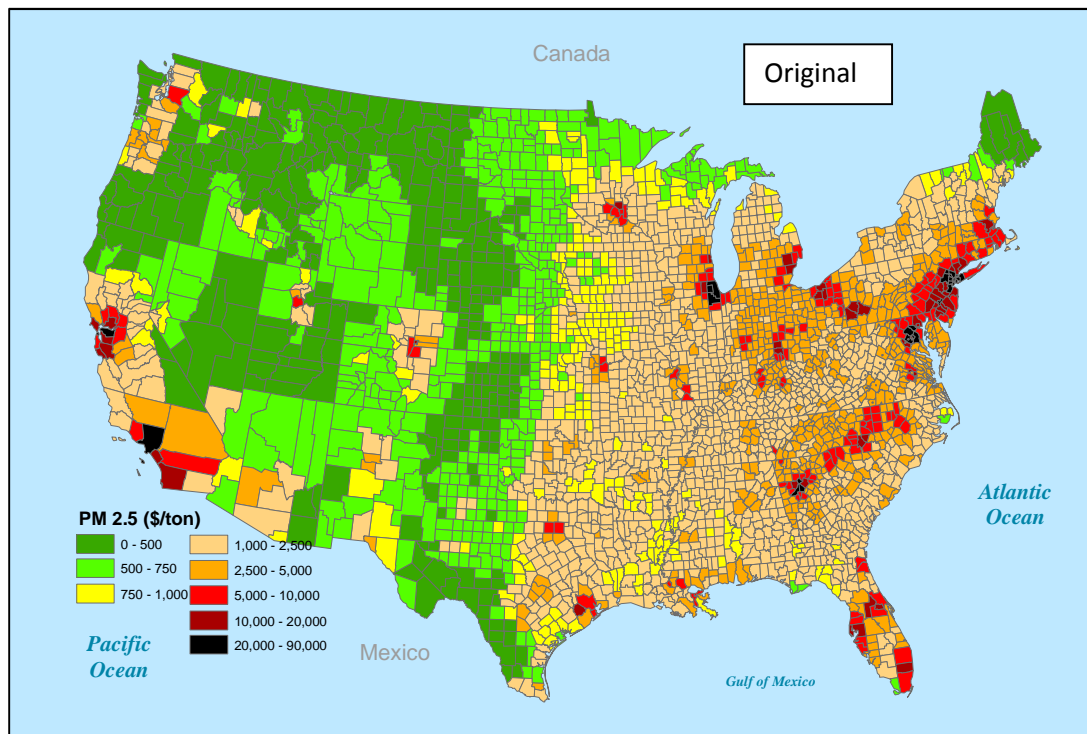 Canada
Original
Atlantic
Ocean
PM 2.5 ($/ton)
0 - 500
500 - 750
750 - 1,000
1,000 - 2,500
2,500 - 5,000
5,000 - 10,000
10,000 - 20,000
20,000 - 90,000
Pacific
Ocean
Mexico
Gulf of Mexico